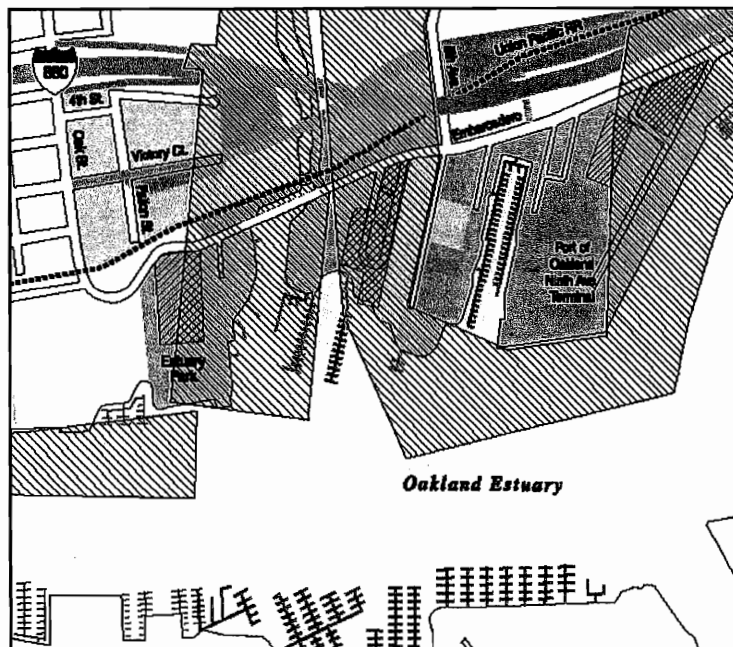 Union Pacific RR
880
4th St.
Embarcadero
Oak St.
Victory Ct.
Fallon St.
Port of
Oakland
Ninth Ave.
Terminal
Estuary
Park
Oakland Estuary